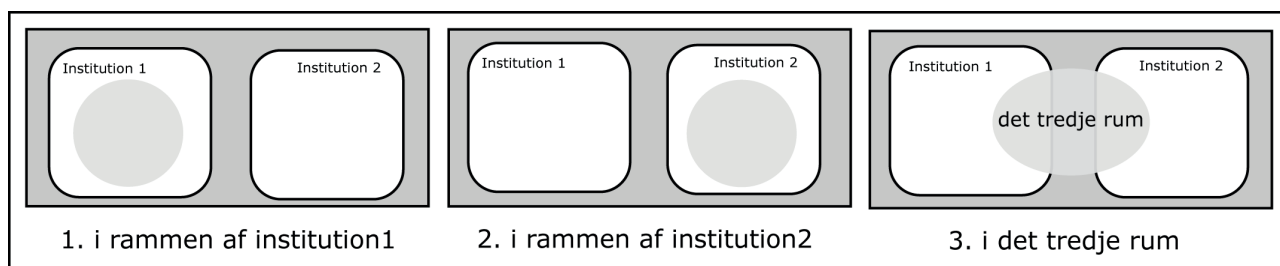 Institution 1
Institution 2
1. i rammen af institution1
Institution 1
Institution 2
2. i rammen af institution2
Institution 1
Institution 2
det tredje rum
3. i det tredje rum